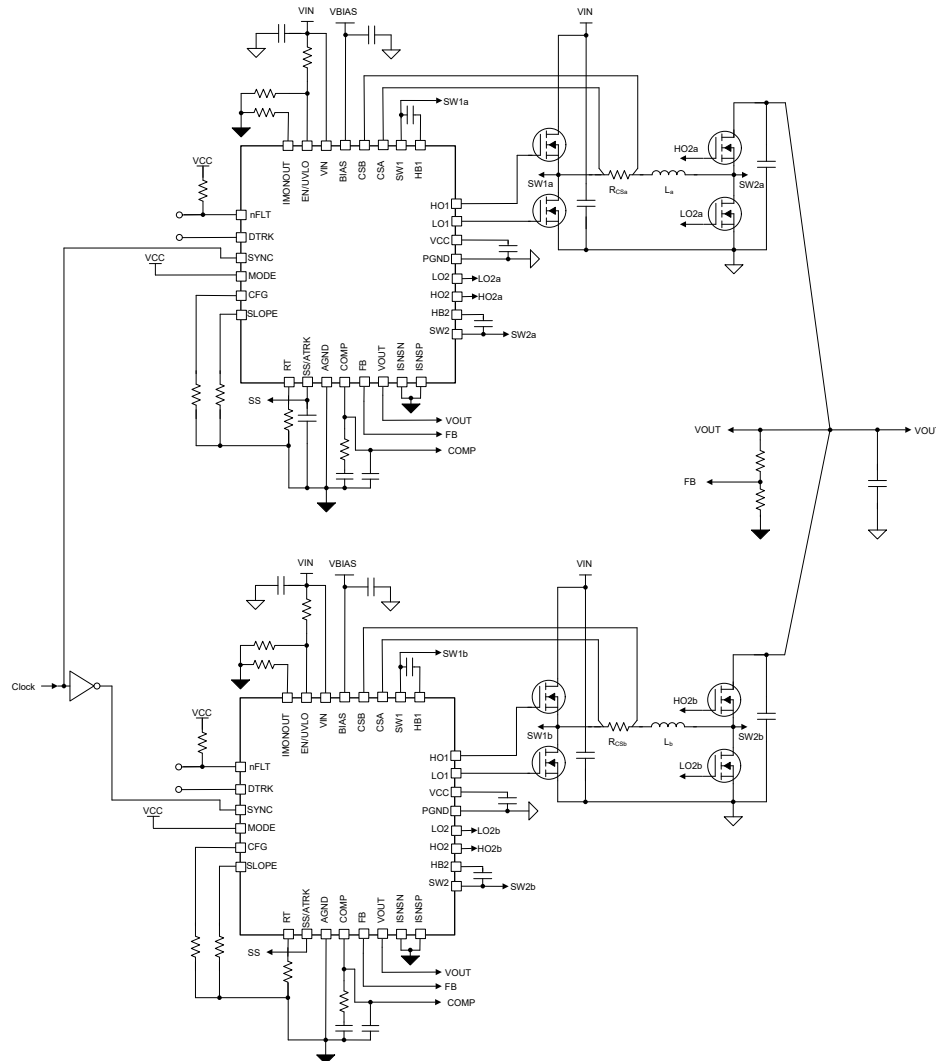 VIN
VBIAS
VIN
SW1a
IMONOUT
EN/UVLO
VIN
BIAS
CSB
CSA
SW1
HB1
VCC
nFLT
DTRK
SYNC
VCC
MODE
CFG
SLOPE
HO1
LO1
VCC
PGND
LO2
LO2a
HO2
HO2a
HB2
SW2
SW2a
RT
SS/ATRK
AGND
COMP
FB
VOUT
ISNSN
ISNSP
SS
VOUT
FB
COMP
SW1a
RCSa
La
HO2a
SW2a
LO2a
VOUT
VOUT
FB
Clock
VIN
VBIAS
VIN
SW1b
IMONOUT
EN/UVLO
VIN
BIAS
CSB
CSA
SW1
HB1
VCC
nFLT
DTRK
SYNC
VCC
MODE
CFG
SLOPE
HO1
LO1
VCC
PGND
LO2
LO2b
HO2
HO2b
HB2
SW2
SW2b
RT
SS/ATRK
AGND
COMP
FB
VOUT
ISNSN
ISNSP
SS
VOUT
FB
COMP
SW1b
RCSb
Lb
HO2b
SW2b
LO2b